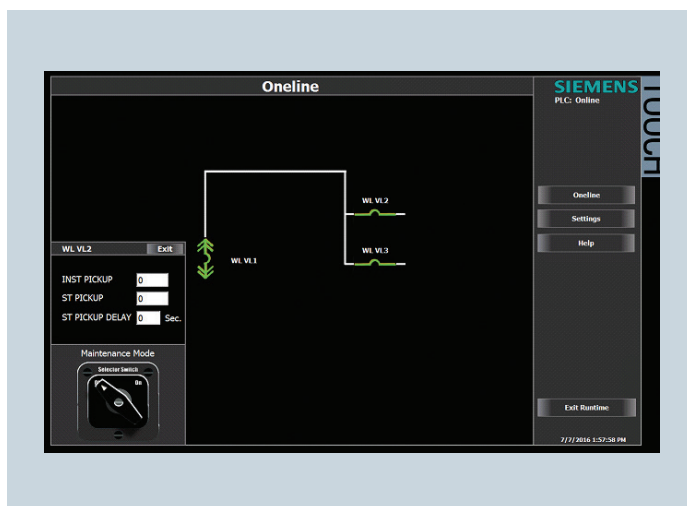 Oneline
SIEMENS
TOUCH
PLC: Online
Oneline
Settings
Help
WL VL2
WL VL3
WL VL1
WL VL2 Exit
INST PICKUP 0
ST PICKUP 0
ST PICKUP DELAY 0 Sec.
Maintenance Mode
Selector Switch
On
Exit Runtime
7/7/2016 1:57:58 PM